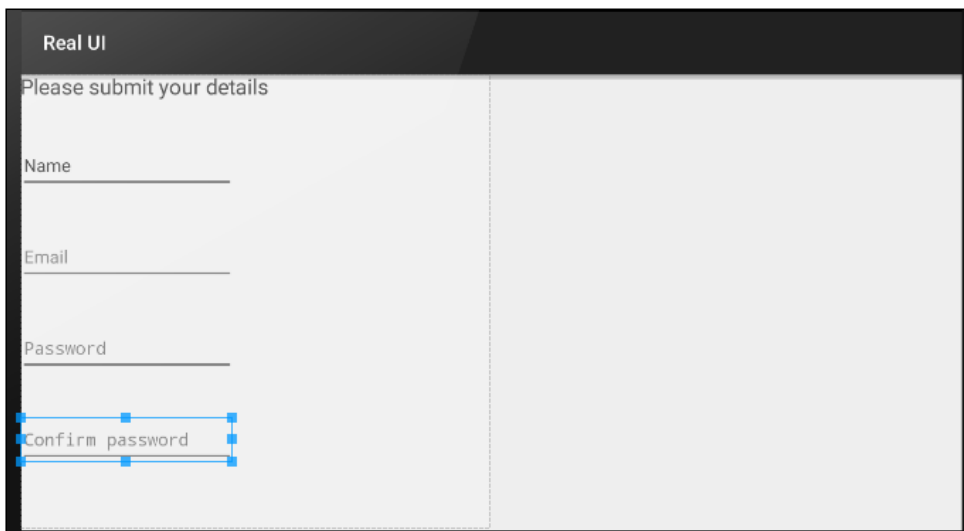 Real UI
Please submit your details
Name
Email
Password
Confirm password